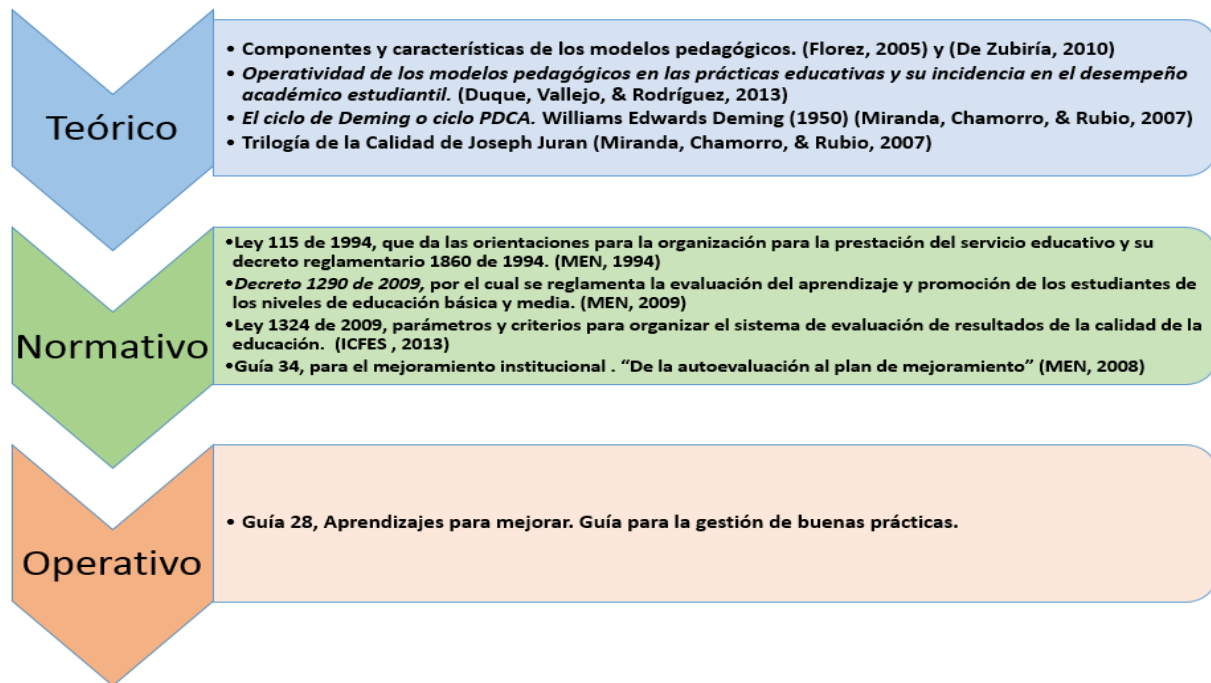 Teórico
• Componentes y características de los modelos pedagógicos. (Florez, 2005) y (De Zubiría, 2010)
• Operatividad de los modelos pedagógicos en las prácticas educativas y su incidencia en el desempeño
académico estudiantil. (Duque, Vallejo, & Rodríguez, 2013)
• El ciclo de Deming o ciclo PDCA. Williams Edwards Deming (1950) (Miranda, Chamorro, & Rubio, 2007)
• Trilogía de la Calidad de Joseph Juran (Miranda, Chamorro, & Rubio, 2007)
Normativo
•Ley 115 de 1994, que da las orientaciones para la organización para la prestación del servicio educativo y su
decreto reglamentario 1860 de 1994. (MEN, 1994)
•Decreto 1290 de 2009, por el cual se reglamenta la evaluación del aprendizaje y promoción de los estudiantes de
los niveles de educación básica y media. (MEN, 2009)
•Ley 1324 de 2009, parámetros y criterios para organizar el sistema de evaluación de resultados de la calidad de la
educación. (ICFES , 2013)
•Guía 34, para el mejoramiento institucional . “De la autoevaluación al plan de mejoramiento” (MEN, 2008)
Operativo
• Guía 28, Aprendizajes para mejorar. Guía para la gestión de buenas prácticas.